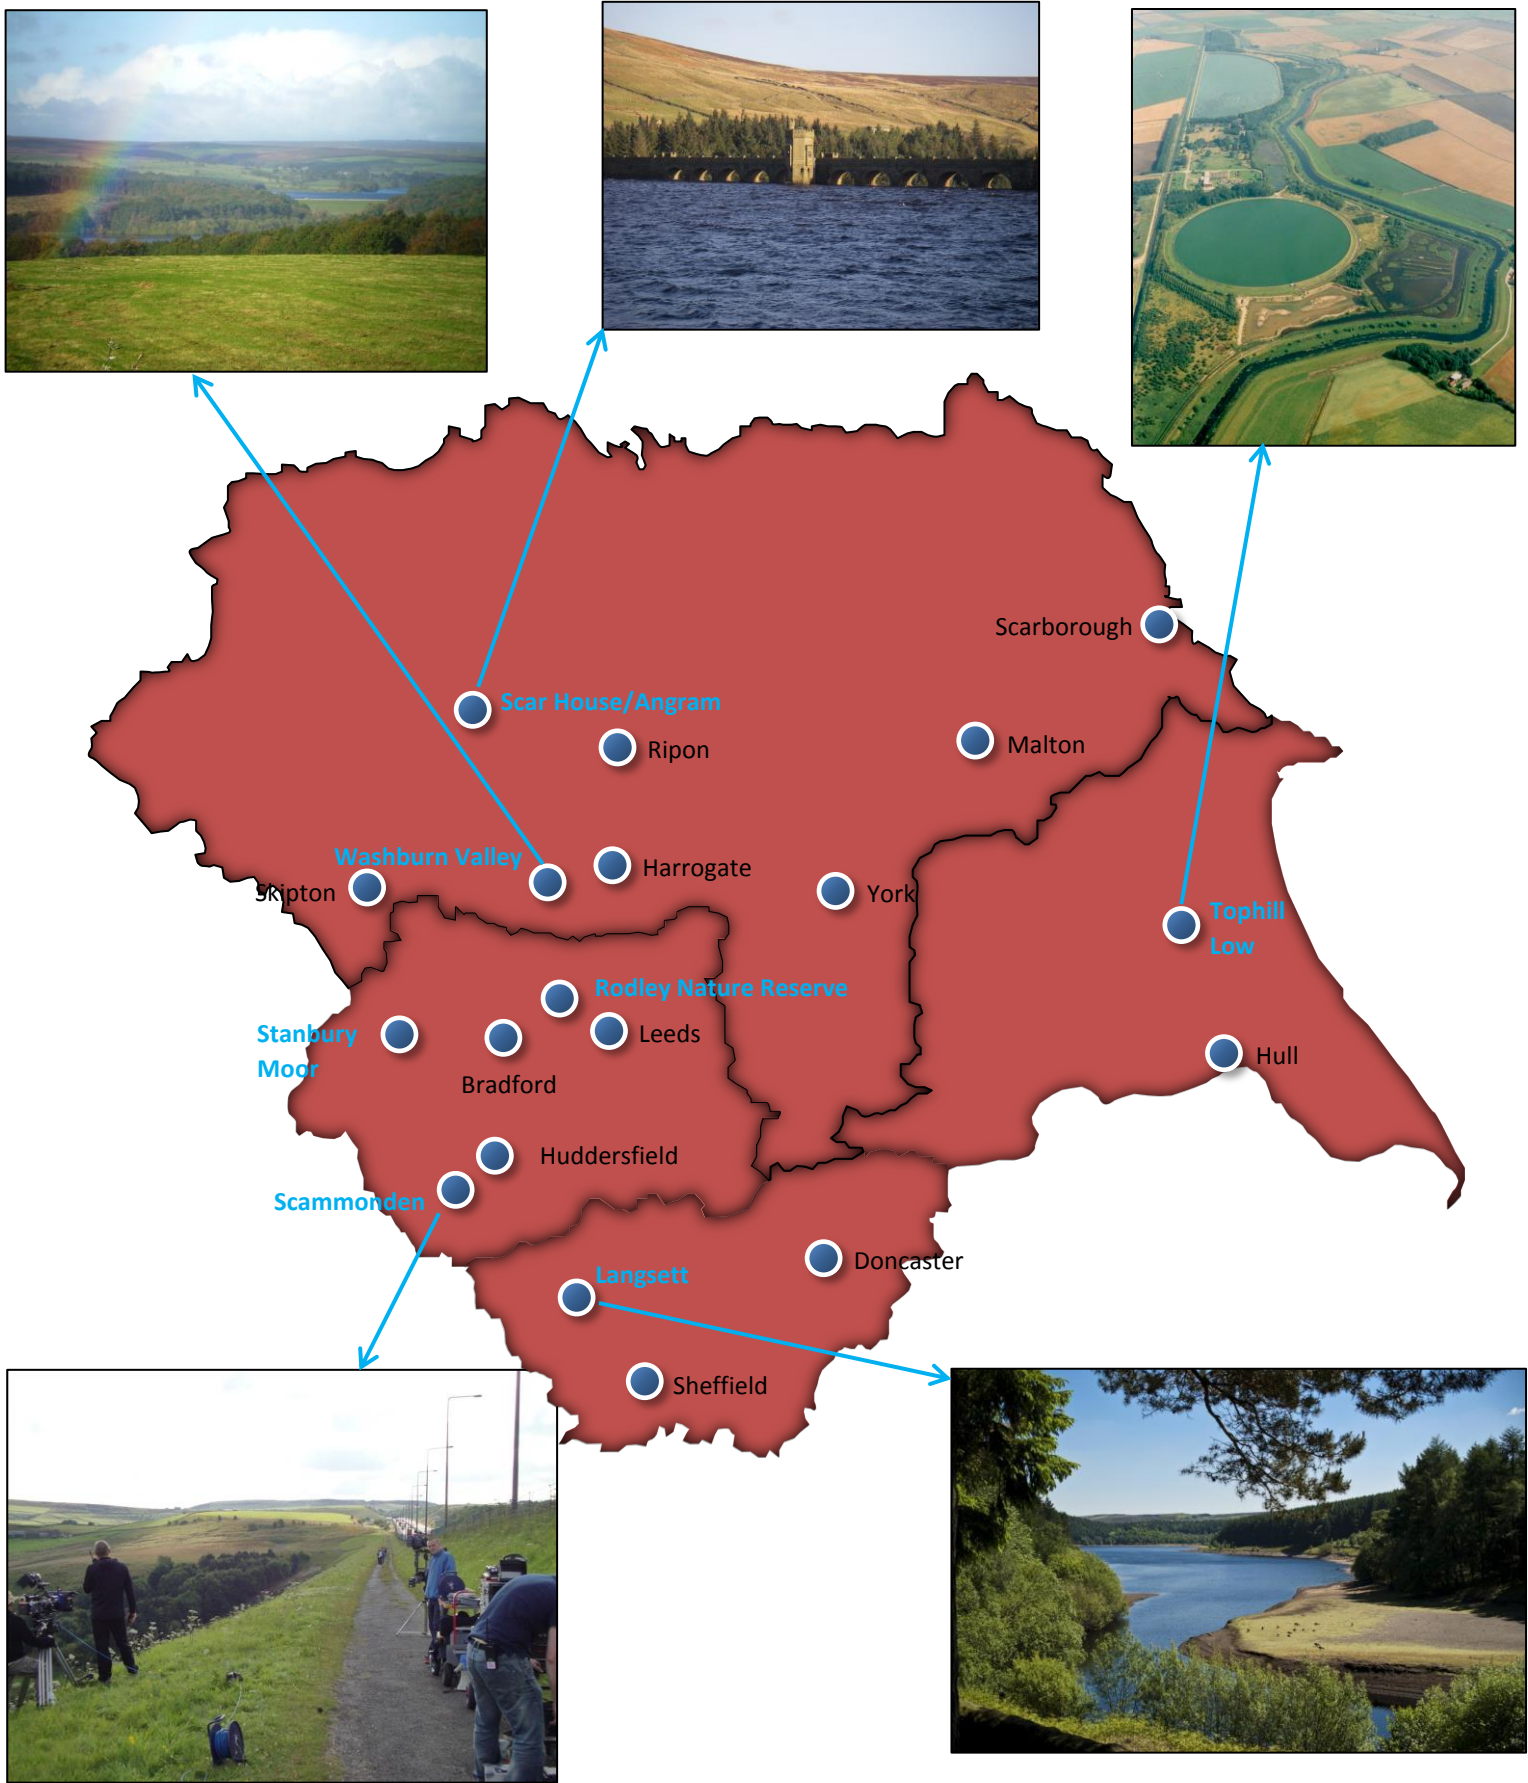 Scarborough
Scar House/Angram
Ripon
Malton
Washburn Valley
Harrogate
Skipton
York
Tophill
Low
Rodley Nature Reserve
Stanbury
Moor
Leeds
Hull
Bradford
Huddersfield
Scammonden
Doncaster
Langsett
Sheffield